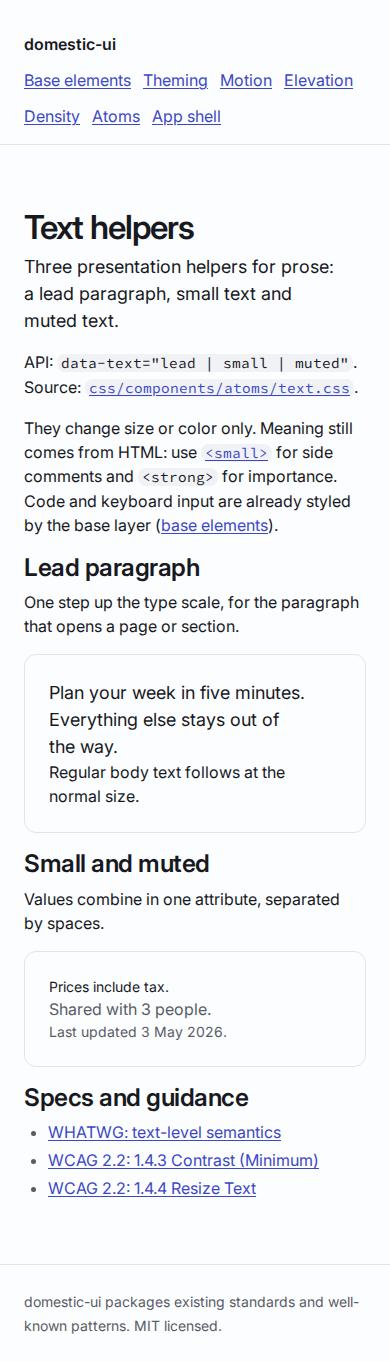 domestic-ui
Base elements Theming Motion Elevation
Density Atoms App shell
Text helpers
Three presentation helpers for prose:
a lead paragraph, small text and
muted text.
API: data-text="lead | small | muted".
Source: css/components/atoms/text.css.
They change size or color only. Meaning still
comes from HTML: use <small> for side
comments and <strong> for importance.
Code and keyboard input are already styled
by the base layer (base elements).
Lead paragraph
One step up the type scale, for the paragraph
that opens a page or section.
Plan your week in five minutes.
Everything else stays out of
the way.
Regular body text follows at the
normal size.
Small and muted
Values combine in one attribute, separated
by spaces.
Prices include tax.
Shared with 3 people.
Last updated 3 May 2026.
Specs and guidance
• WHATWG: text-level semantics
• WCAG 2.2: 1.4.3 Contrast (Minimum)
• WCAG 2.2: 1.4.4 Resize Text
domestic-ui packages existing standards and well-
known patterns. MIT licensed.